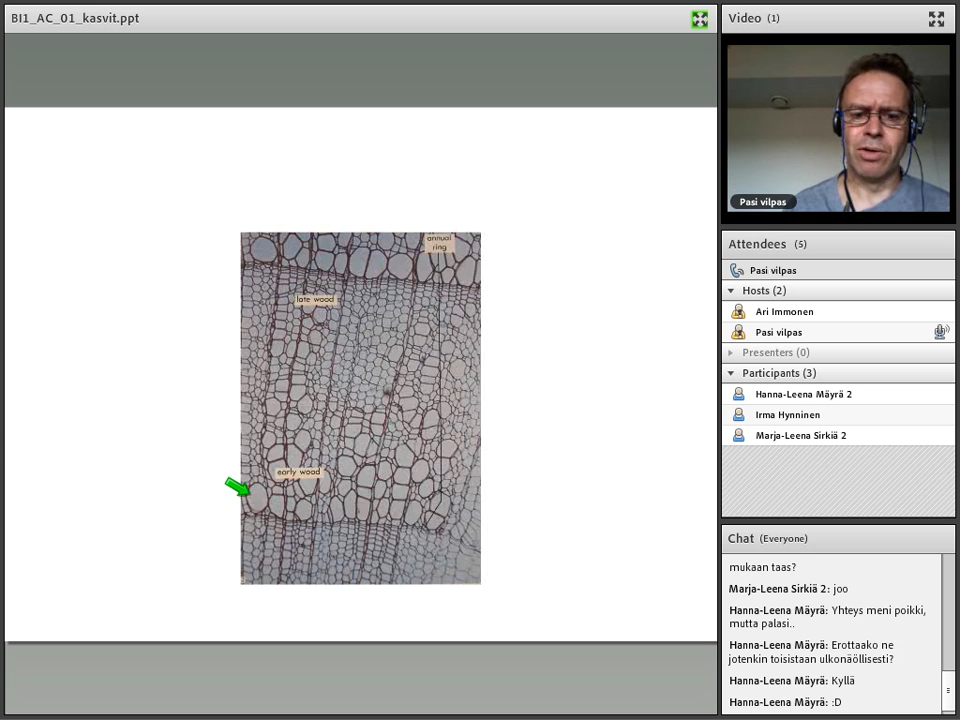 BI1_AC_01_kasvit.ppt
annual
ring
late wood
early wood
Video (1)
Pasi vilpas
Attendees (5)
Pasi vilpas
Hosts (2)
Ari Immonen
Pasi vilpas
Presenters (0)
Participants (3)
Hanna-Leena Mäyrä 2
Irma Hynninen
Marja-Leena Sirkiä 2
Chat (Everyone)
mukaan taas?
Marja-Leena Sirkiä 2: joo
Hanna-Leena Mäyrä: Yhteys meni poikki,
mutta palasi..
Hanna-Leena Mäyrä: Erottaako ne
jotenkin toisistaan ulkonäöllisesti?
Hanna-Leena Mäyrä: Kyllä
Hanna-Leena Mäyrä: :D